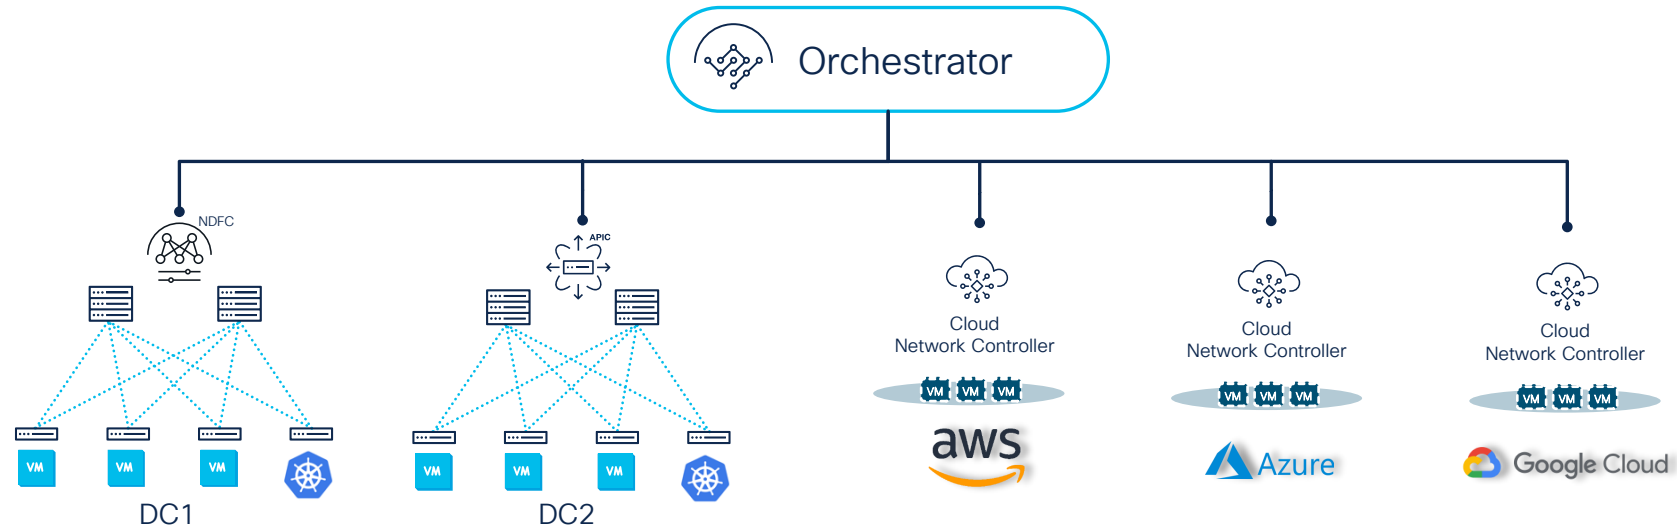 Orchestrator
NDFC
APIC
Cloud
Network Controller
Cloud
Network Controller
Cloud
Network Controller
VM VM VM
VM VM VM
VM VM VM
aws
Azure
Google Cloud
VM VM VM
VM VM VM
DC1
DC2